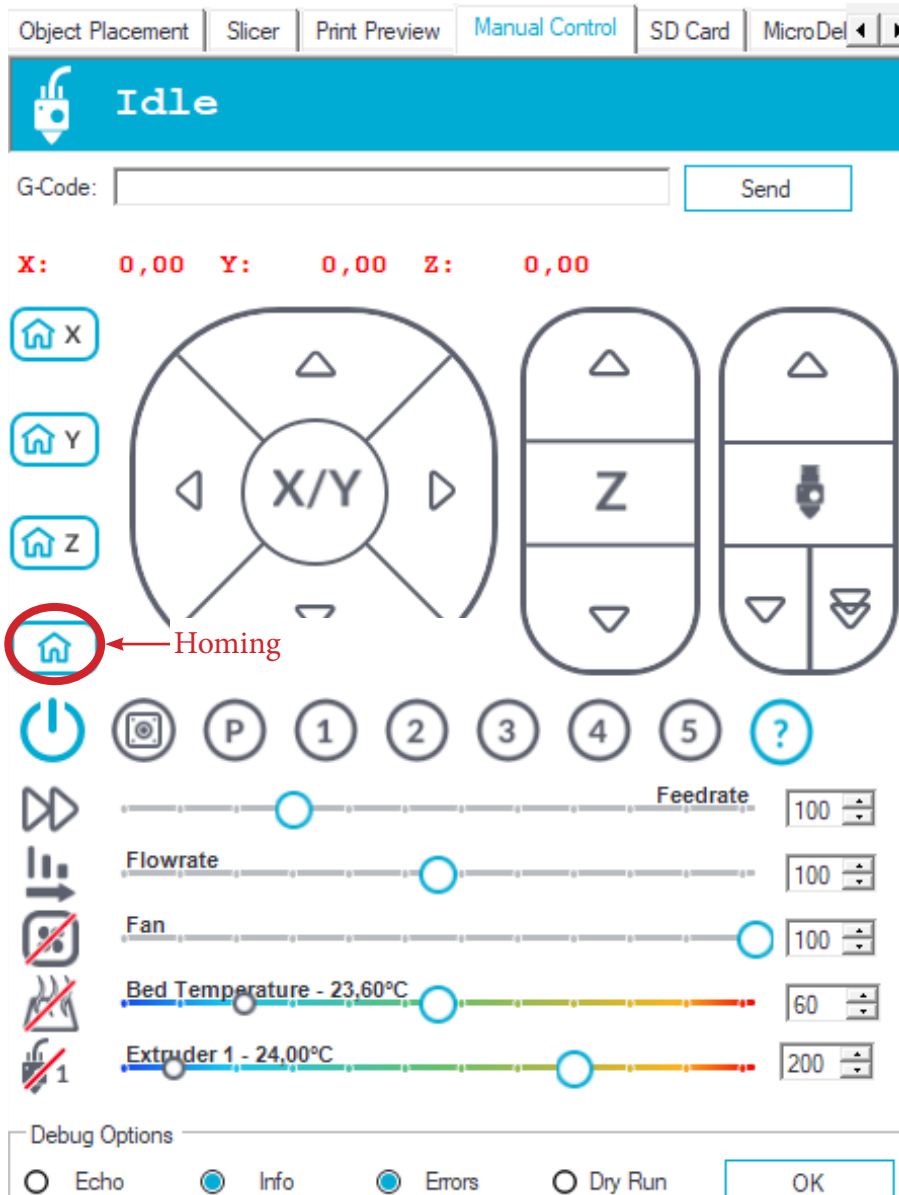 Object Placement Slicer Print Preview Manual Control SD Card MicroDel
Idle
G-Code: Send
X: 0,00 Y: 0,00 Z: 0,00
X
Y
X/Y Z
Z
Homing
P 1 2 3 4 5 ?
Feedrate 100
Flowrate 100
Fan 100
Bed Temperature - 23,60°C 60
Extruder 1 - 24,00°C 200
1
Debug Options
Echo Info Errors Dry Run OK